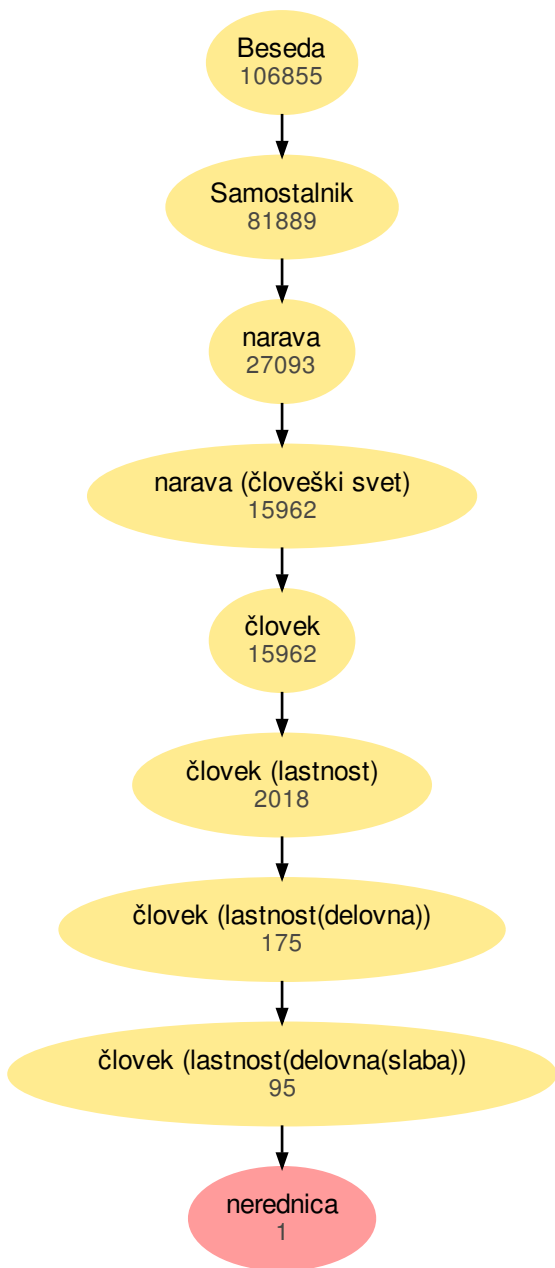 Beseda
106855
Samostalnik
81889
narava
27093
narava (človeški svet)
15962
človek
15962
človek (lastnost)
2018
človek (lastnost(delovna))
175
človek (lastnost(delovna(slaba))
95
nerednica
1